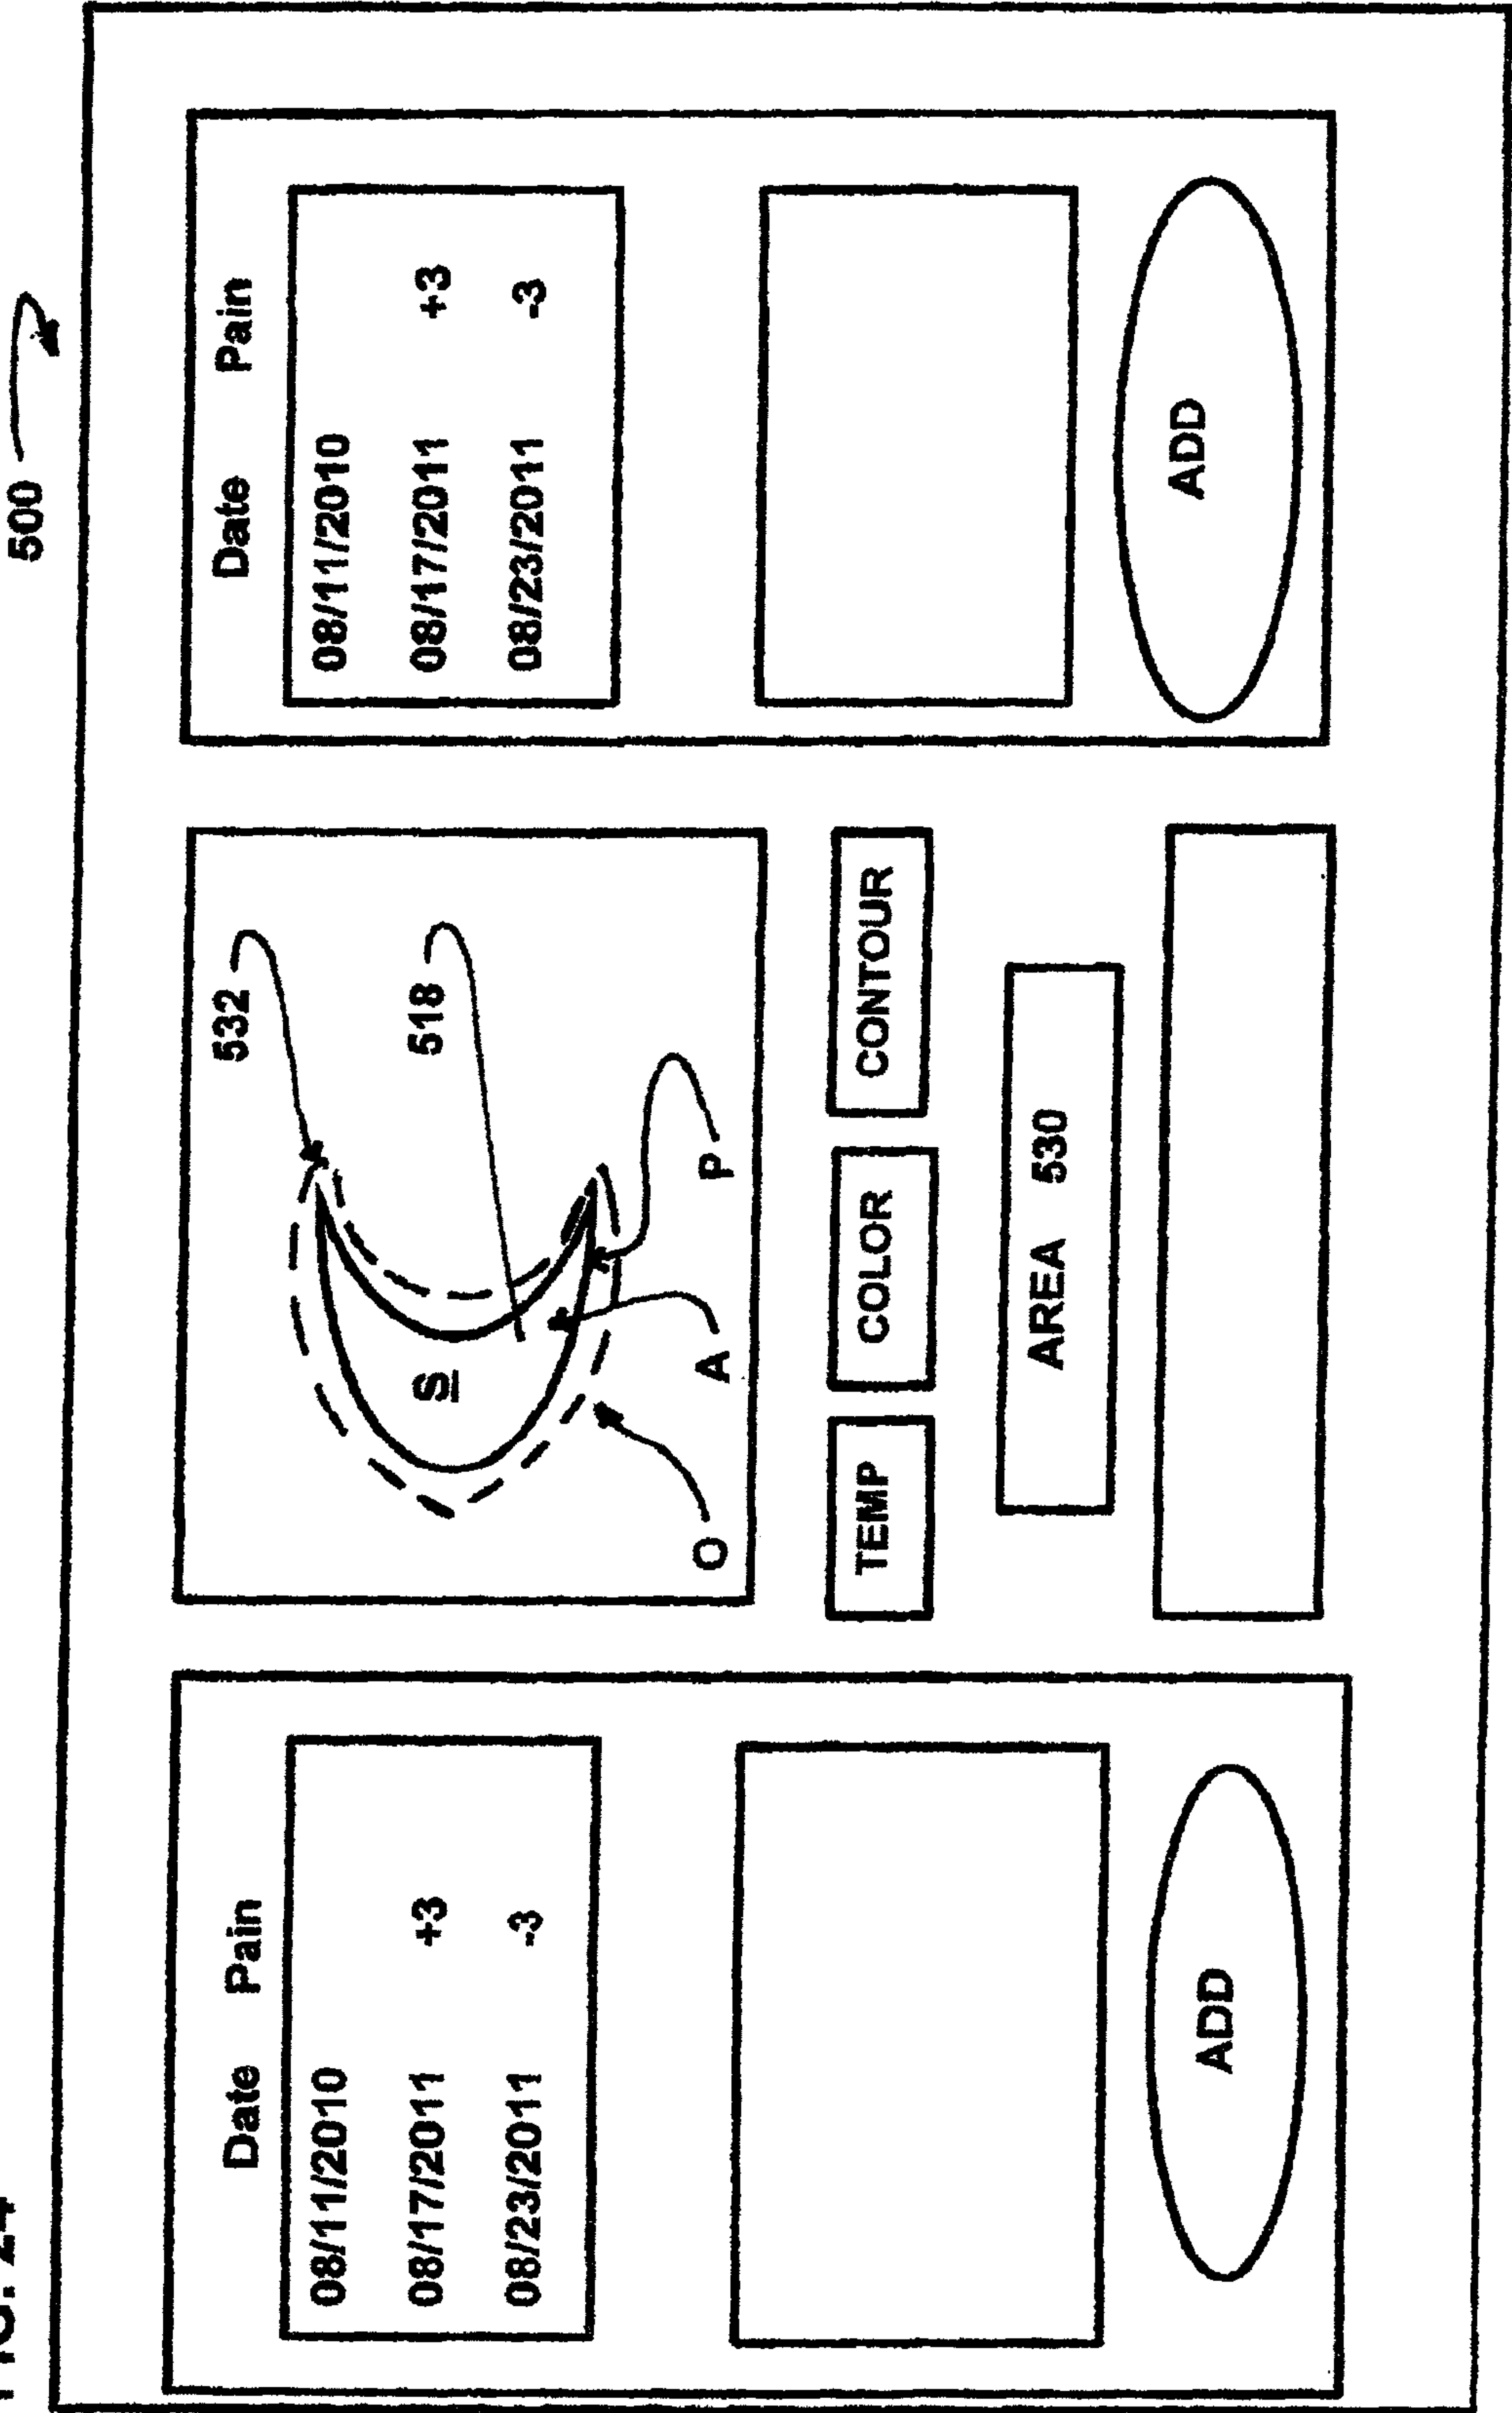 FIG. 24
500
Date Pain
08/11/2010
08/17/2011 +3
08/23/2011 -3
ADD
532
518
S
O
A
P
TEMP
COLOR
CONTOUR
AREA 530
Date Pain
08/11/2010
08/17/2011 +3
08/23/2011 -3
ADD